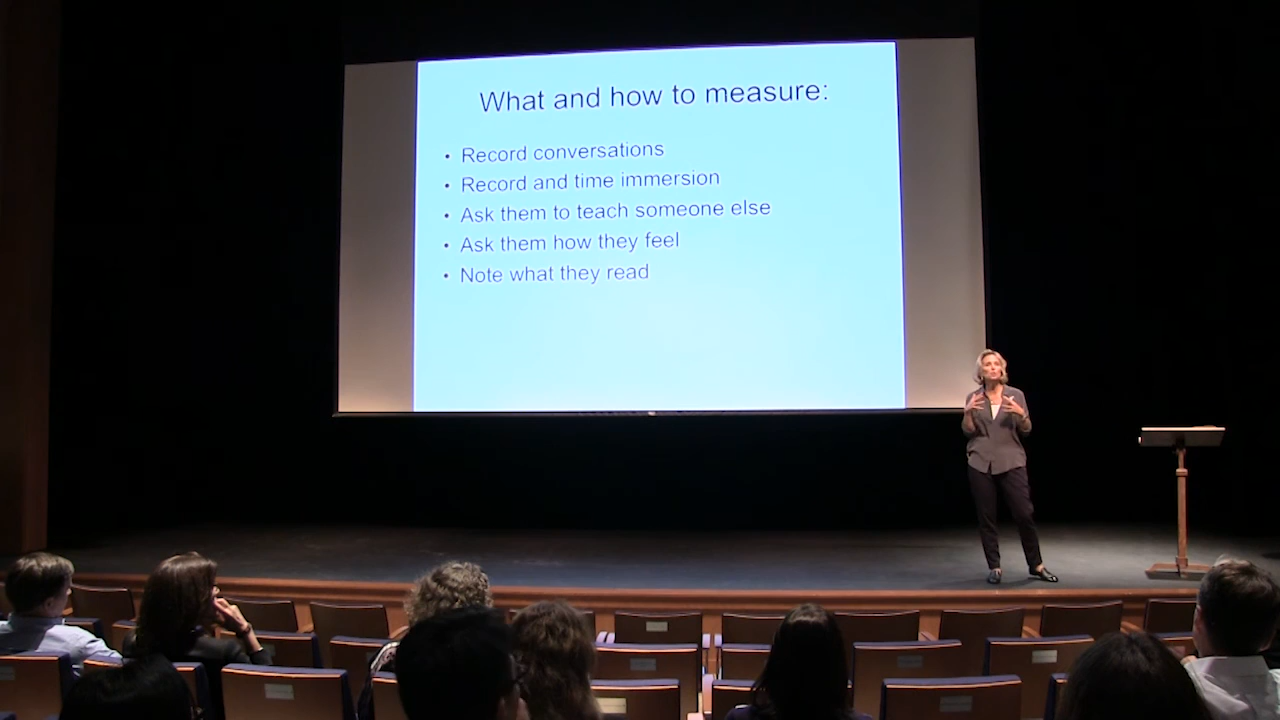 What and how to measure:
• Record conversations
• Record and time immersion
• Ask them to teach someone else
• Ask them how they feel
• Note what they read